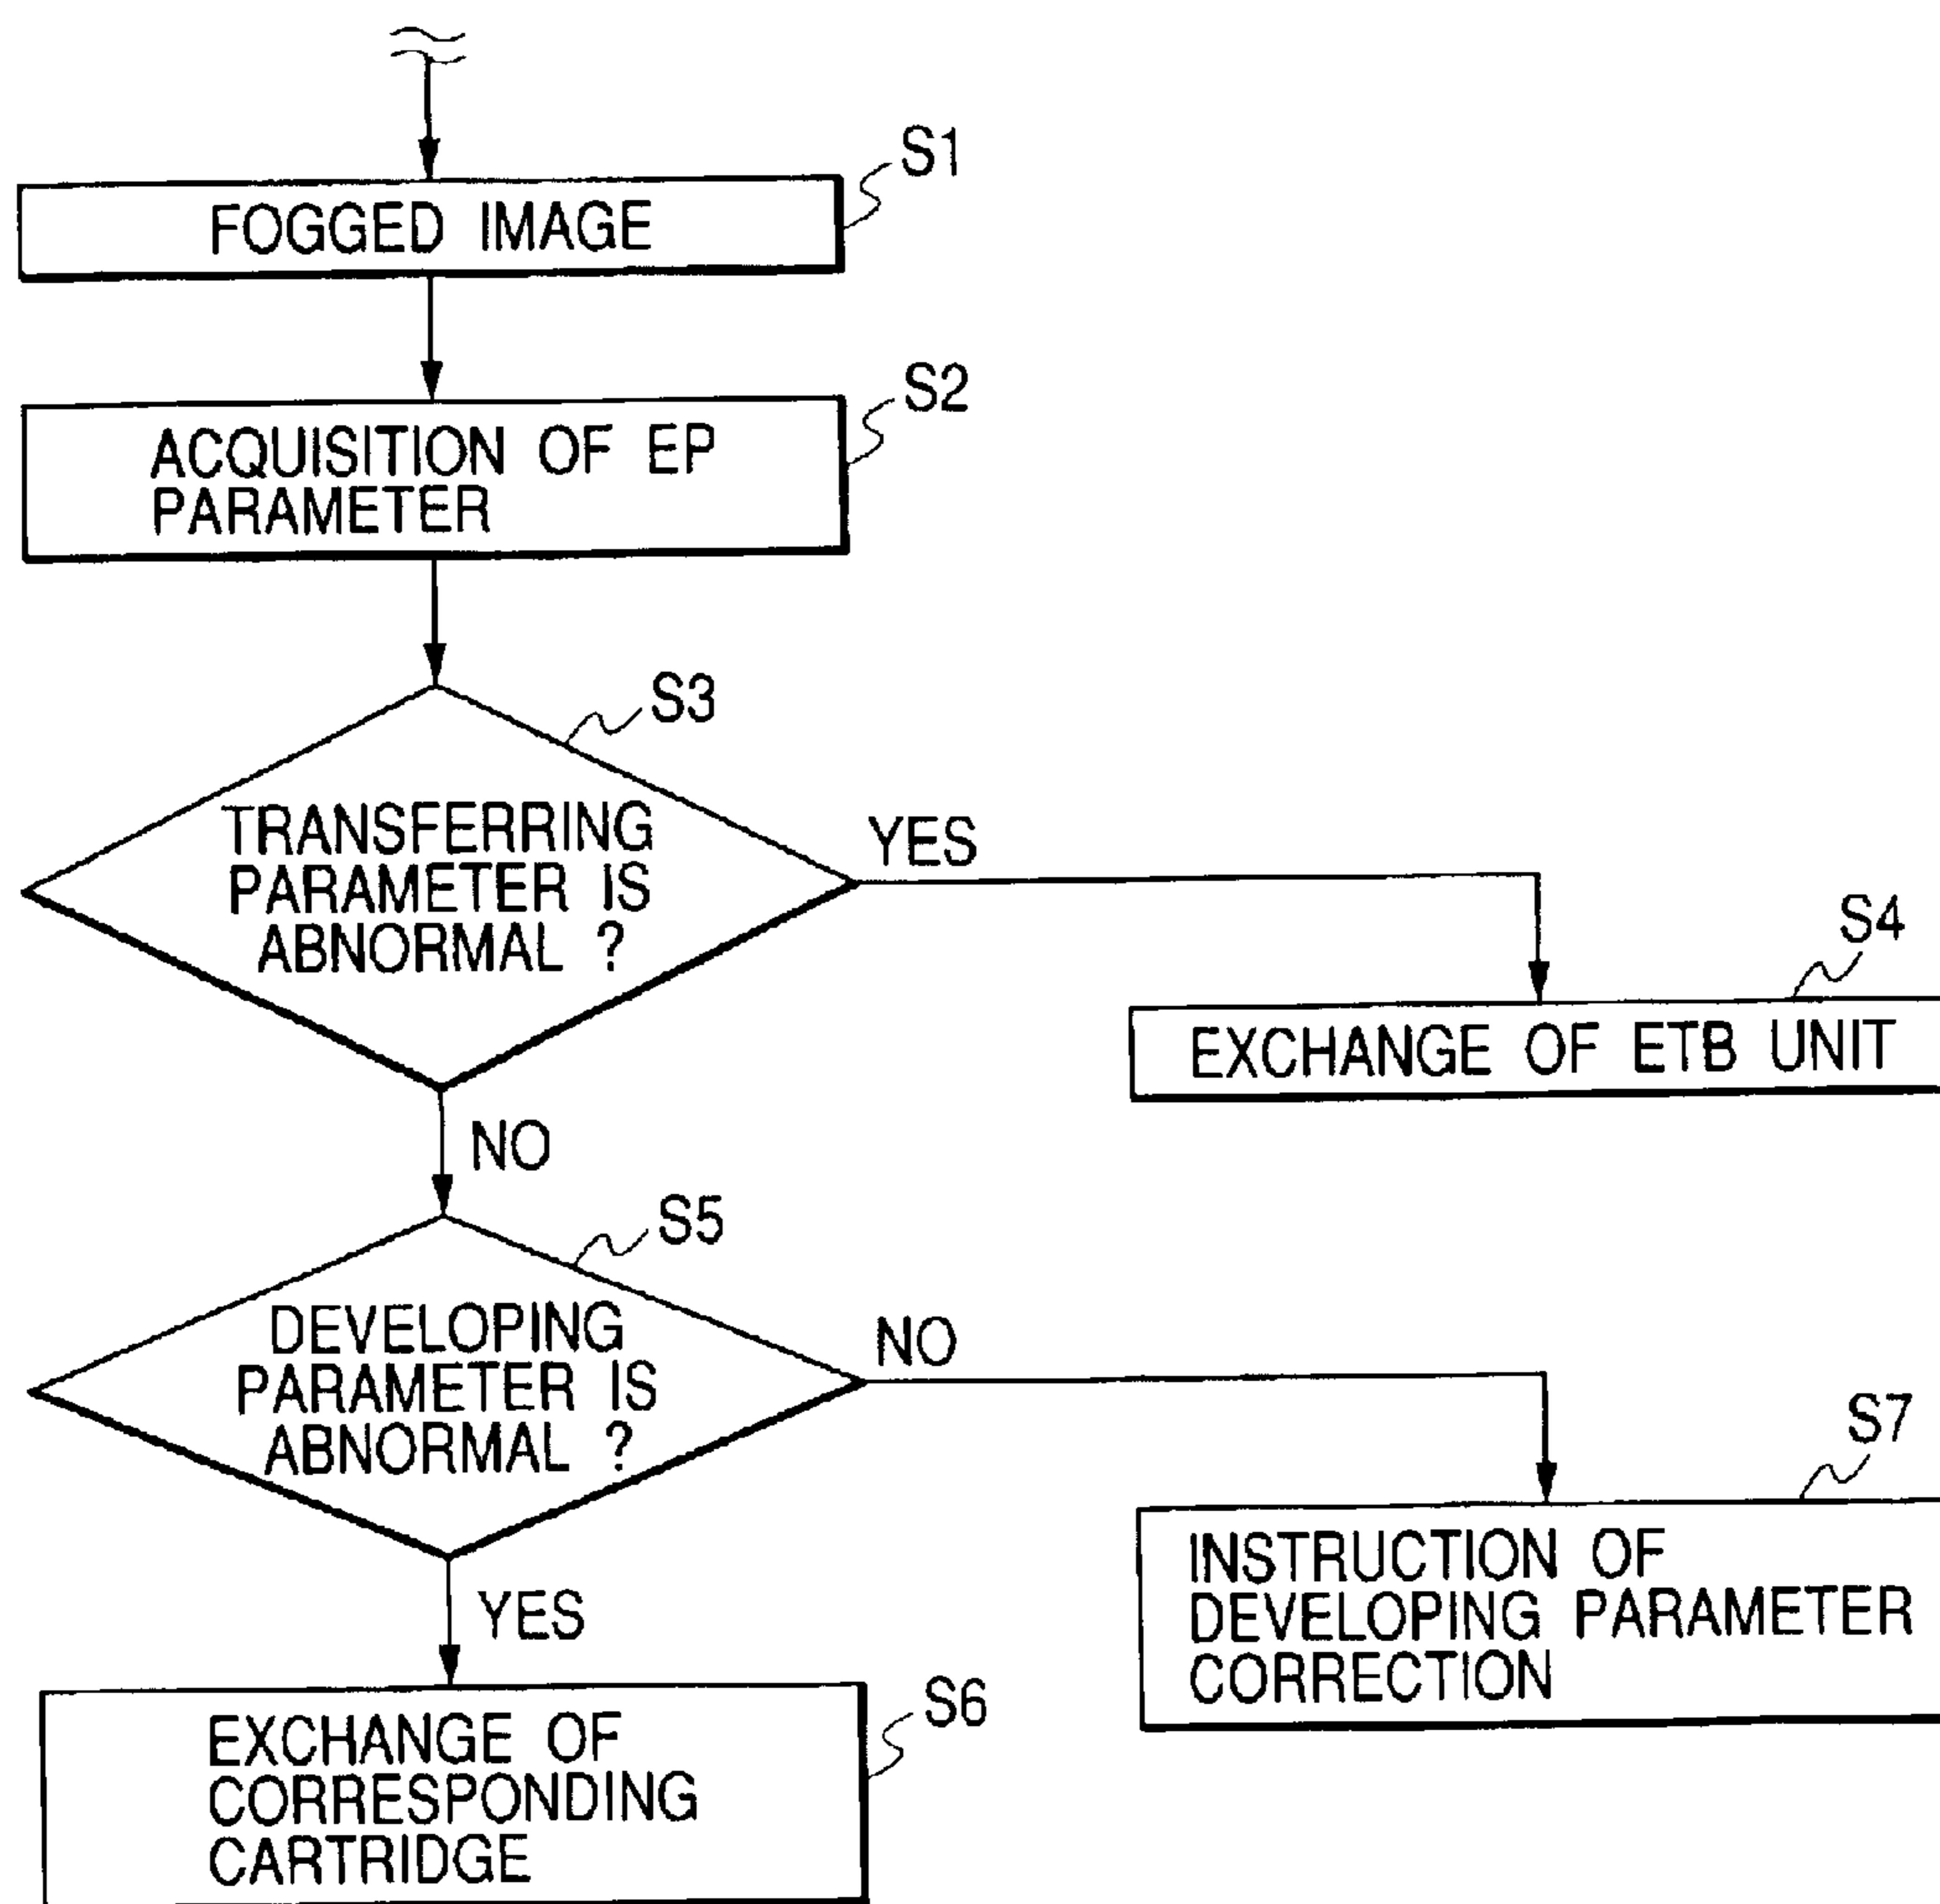 S1
FOGGED IMAGE
S2
ACQUISITION OF EP
PARAMETER
S3
TRANSFERRING
PARAMETER IS
ABNORMAL ?
YES
S4
EXCHANGE OF ETB UNIT
NO
S5
DEVELOPING
PARAMETER IS
ABNORMAL ?
NO
S7
INSTRUCTION OF
DEVELOPING PARAMETER
CORRECTION
YES
S6
EXCHANGE OF
CORRESPONDING
CARTRIDGE